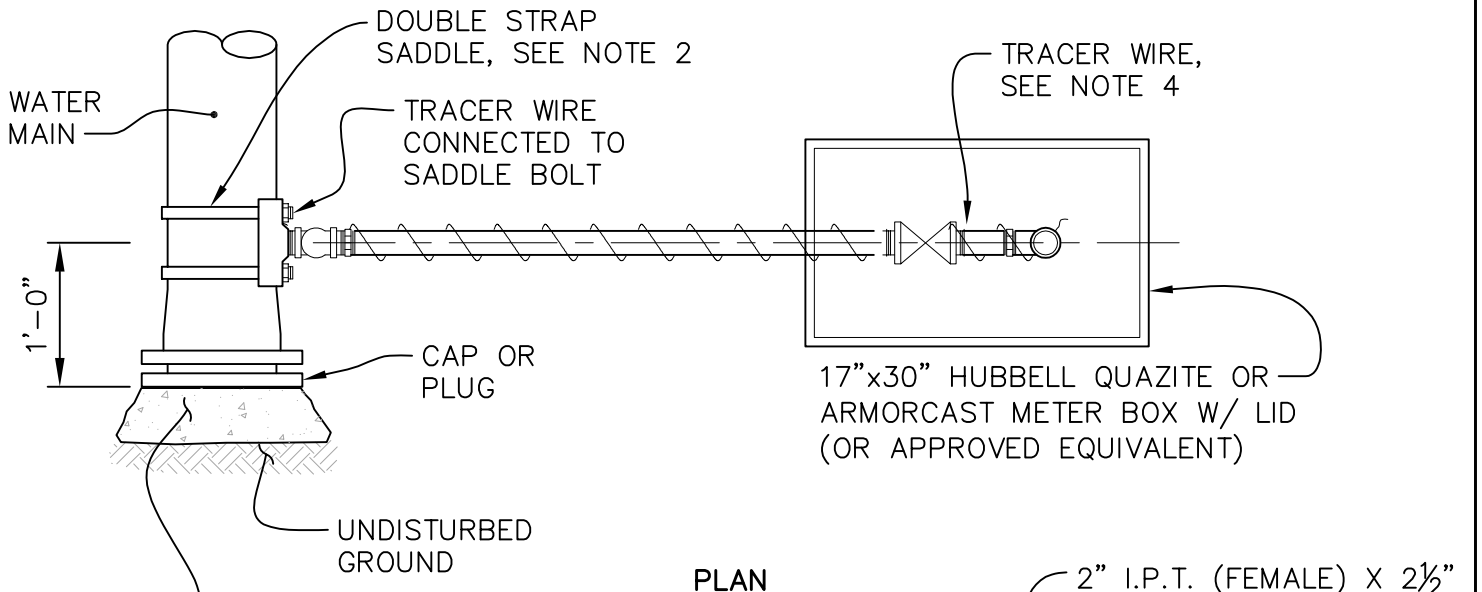 DOUBLE STRAP
SADDLE, SEE NOTE 2
TRACER WIRE,
SEE NOTE 4
WATER
MAIN
TRACER WIRE
CONNECTED TO
SADDLE BOLT
1'-0"
CAP OR
PLUG
17"x30" HUBBELL QUAZITE OR
ARMORCAST METER BOX W/ LID
(OR APPROVED EQUIVALENT)
UNDISTURBED
GROUND
PLAN
2" I.P.T. (FEMALE) X 2½"